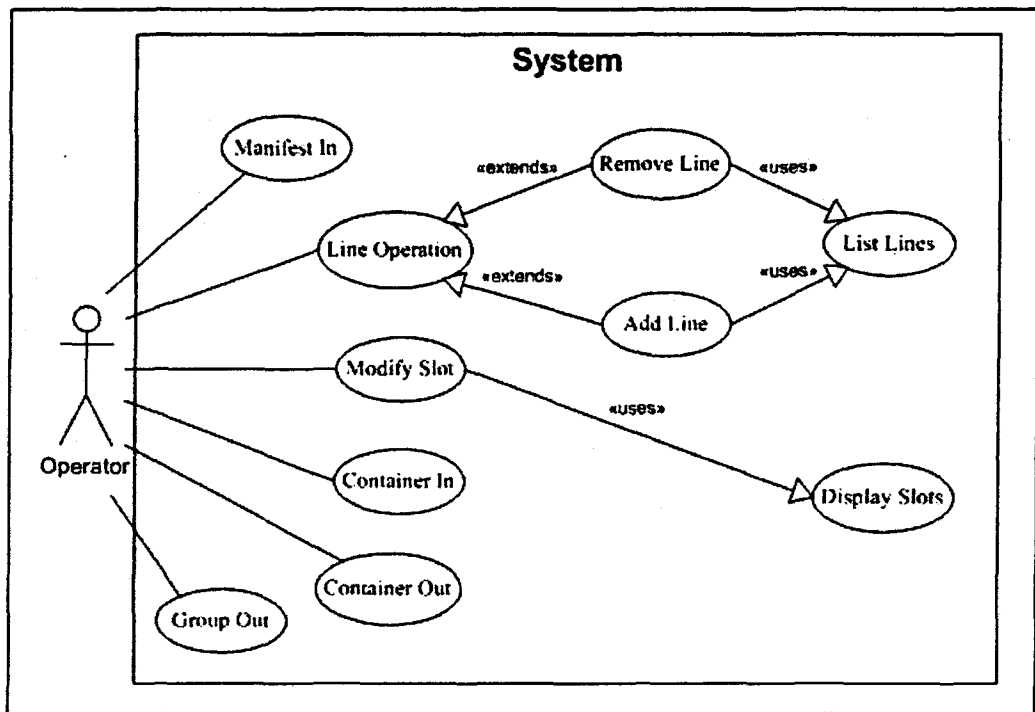 System
Manifest In
«extends»
Remove Line
«uses»
Line Operation
List Lines
«extends»
«uses»
Add Line
Modify Slot
«uses»
Operator
Container In
Display Slots
Container Out
Group Out